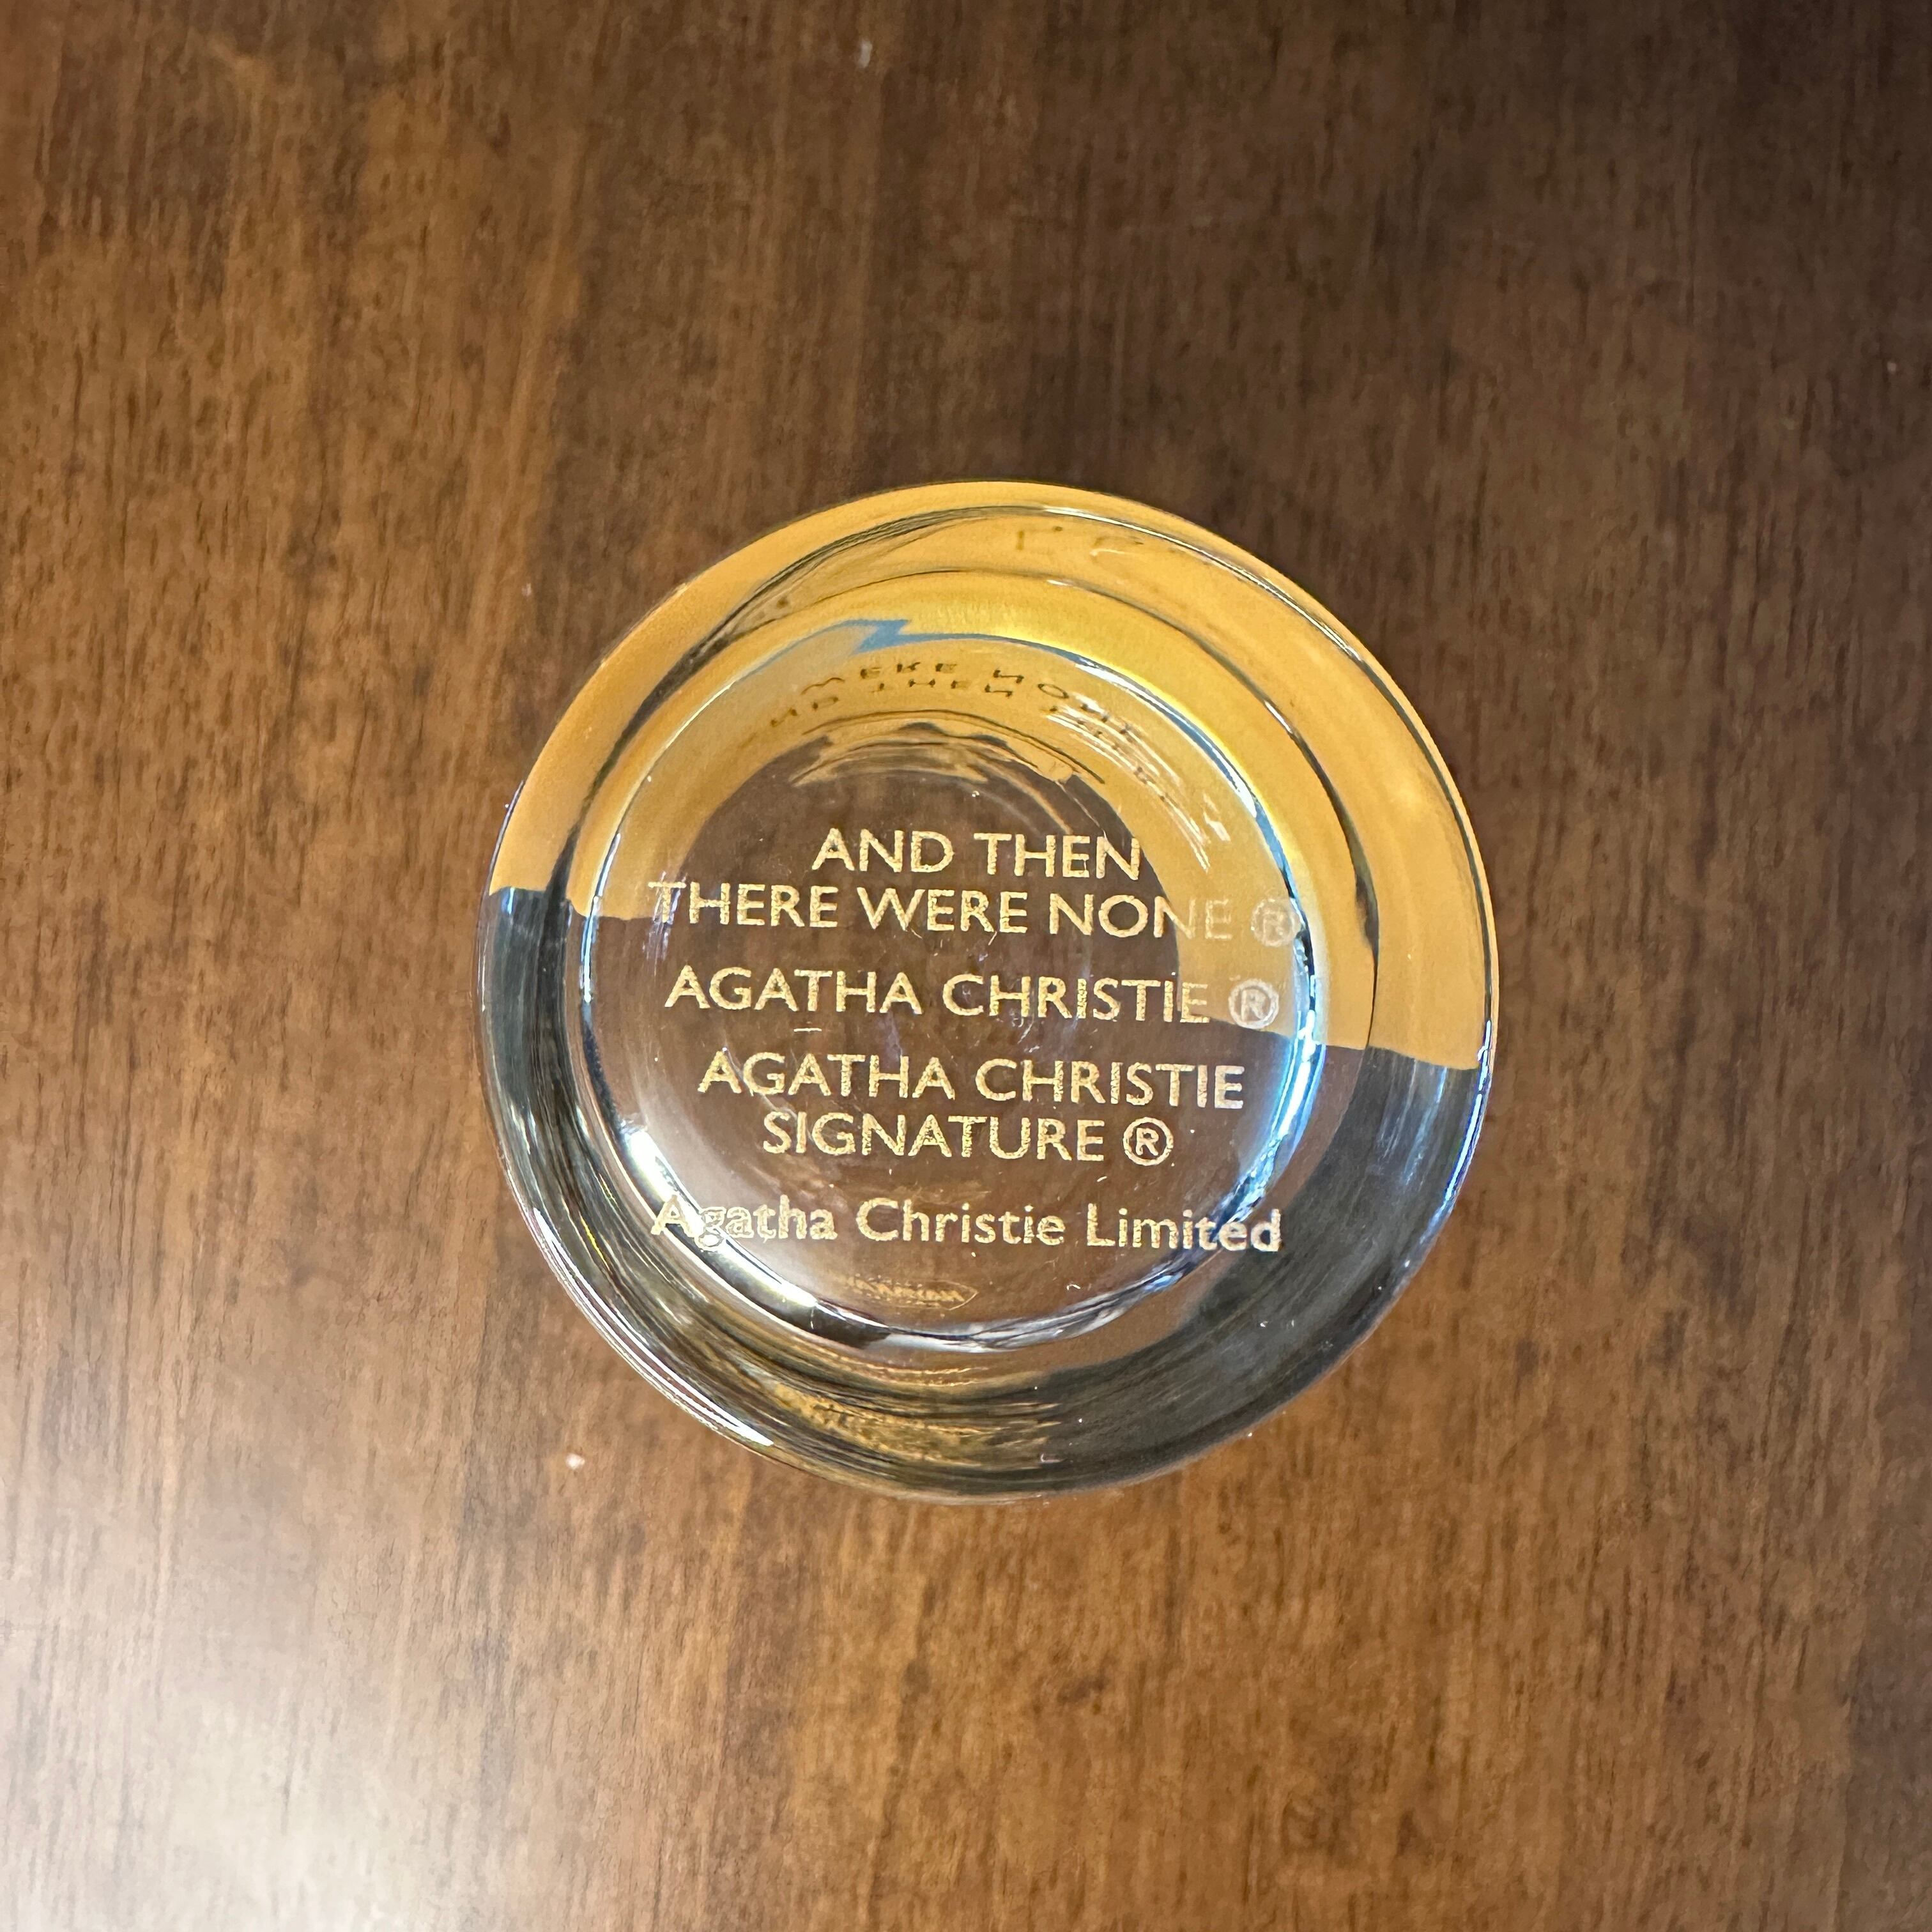 AND THEN
THERE WERE NONE ®
AGATHA CHRISTIE ®
AGATHA CHRISTIE
SIGNATURE ®
Agatha Christie Limited